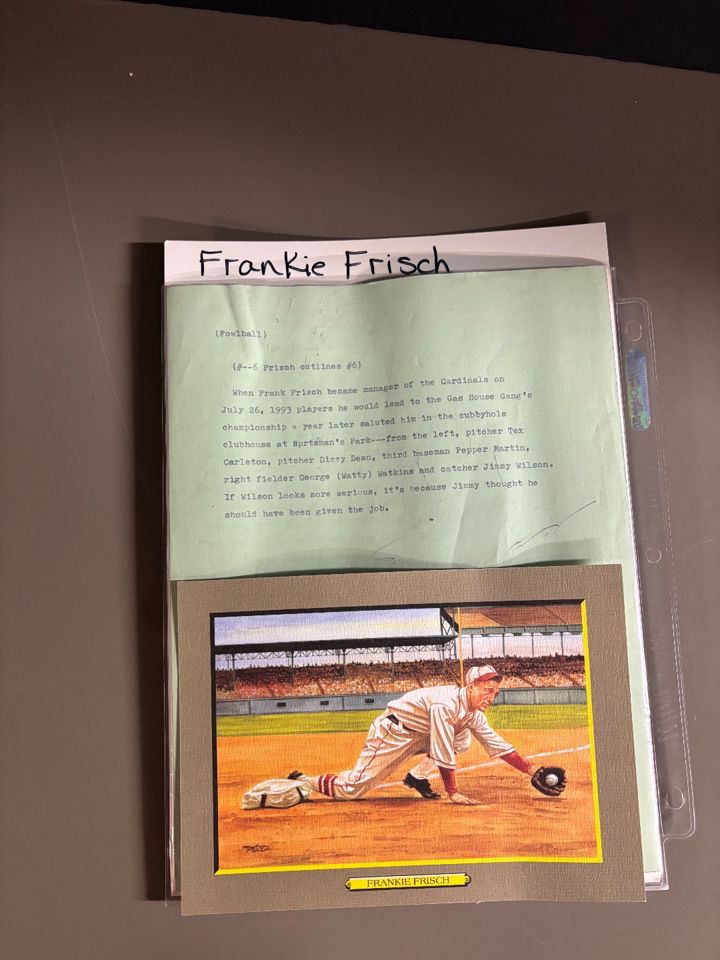 Frankie Frisch
(Fowlball)
(#--6 Frisch outlines #6)
When Frank Frisch became manager of the Cardinals on
July 26, 1993 players he would lead to the Gas House Gang's
championship a year later saluted him in the cubbyhole
clubhouse at Sprtsman's Park---from the left, pitcher Tex
Carleton, pitcher Dizzy Dean, third baseman Pepper Martin,
right fielder George (Watty) Watkins and catcher Jimmy Wilson.
If Wilson looks more serious, it's because Jimmy thought he
should have been given the job.
FRANKIE FRISCH